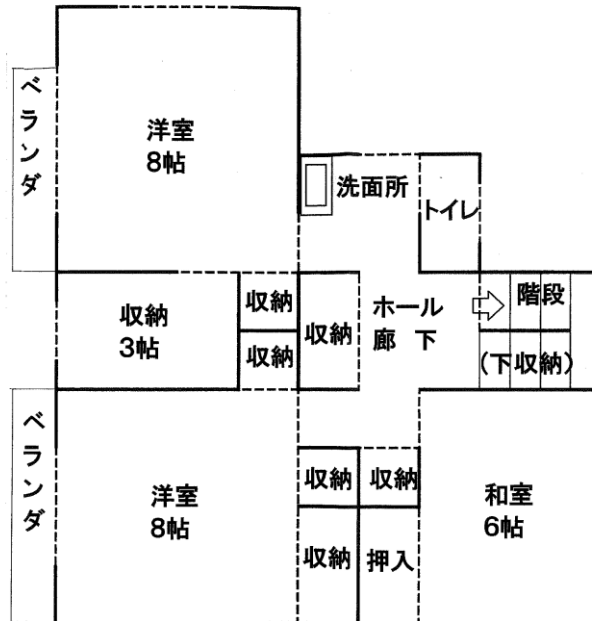 ベランダ
洋室
8帖
洗面所
トイレ
収納
3帖
収納
収納
収納
ホール
廊下
階段
(下収納)
ベランダ
洋室
8帖
収納
収納
収納
押入
和室
6帖